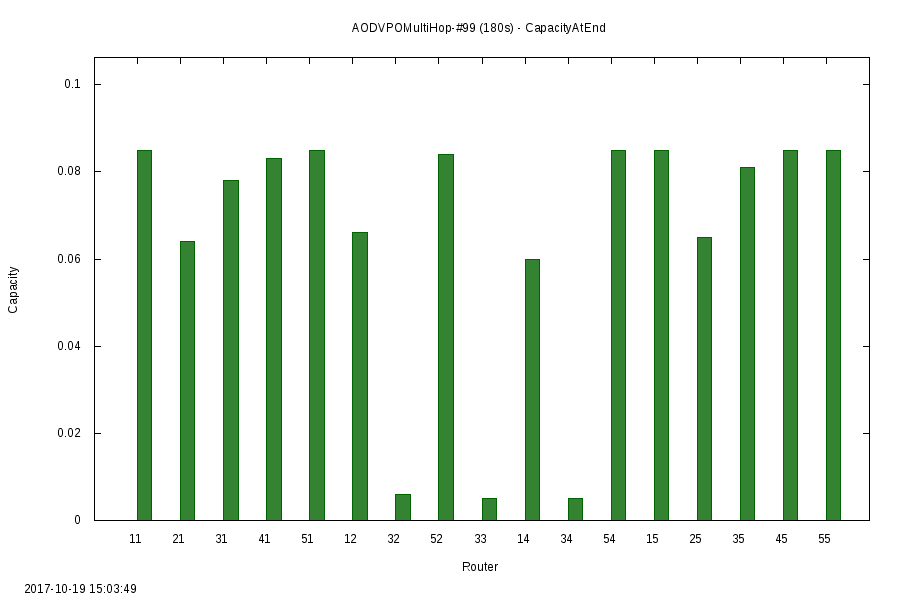 AODVPOMultiHop-#99 (180s) - CapacityAtEnd
0.1
0.08
0.06
0.04
0.02
0
Capacity
11 21 31 41 51 12 32 52 33 14 34 54 15 25 35 45 55
Router
2017-10-19 15:03:49